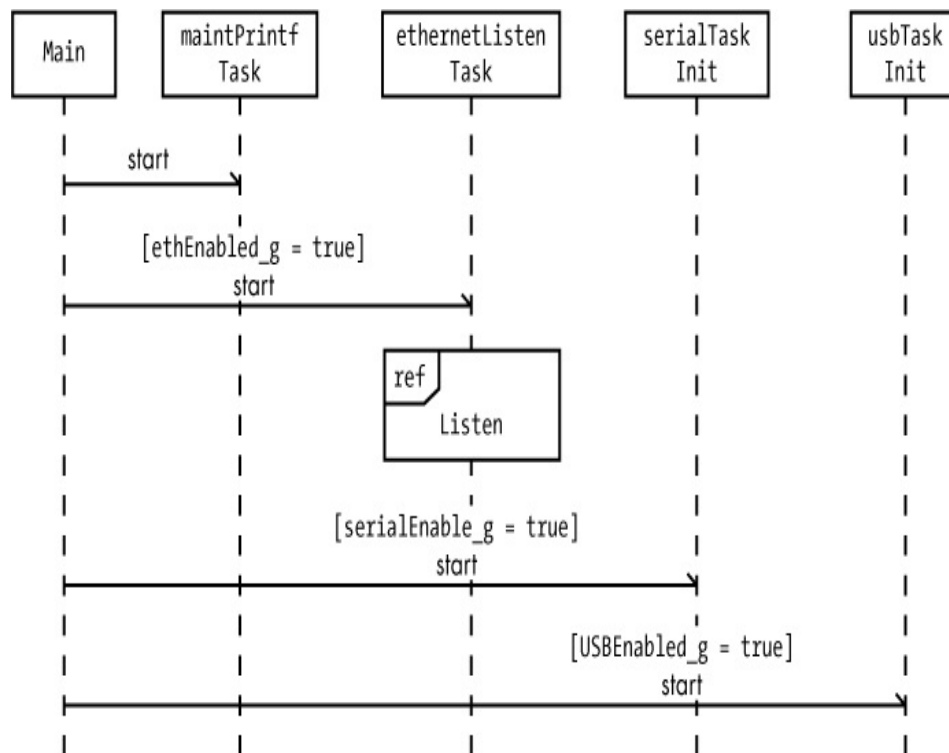 Main
maintPrintf
Task
ethernetListen
Task
serialTask
Init
usbTask
Init
start
[ethEnabled_g = true]
start
ref
Listen
[serialEnable_g = true]
start
[USBEnabled_g = true]
start